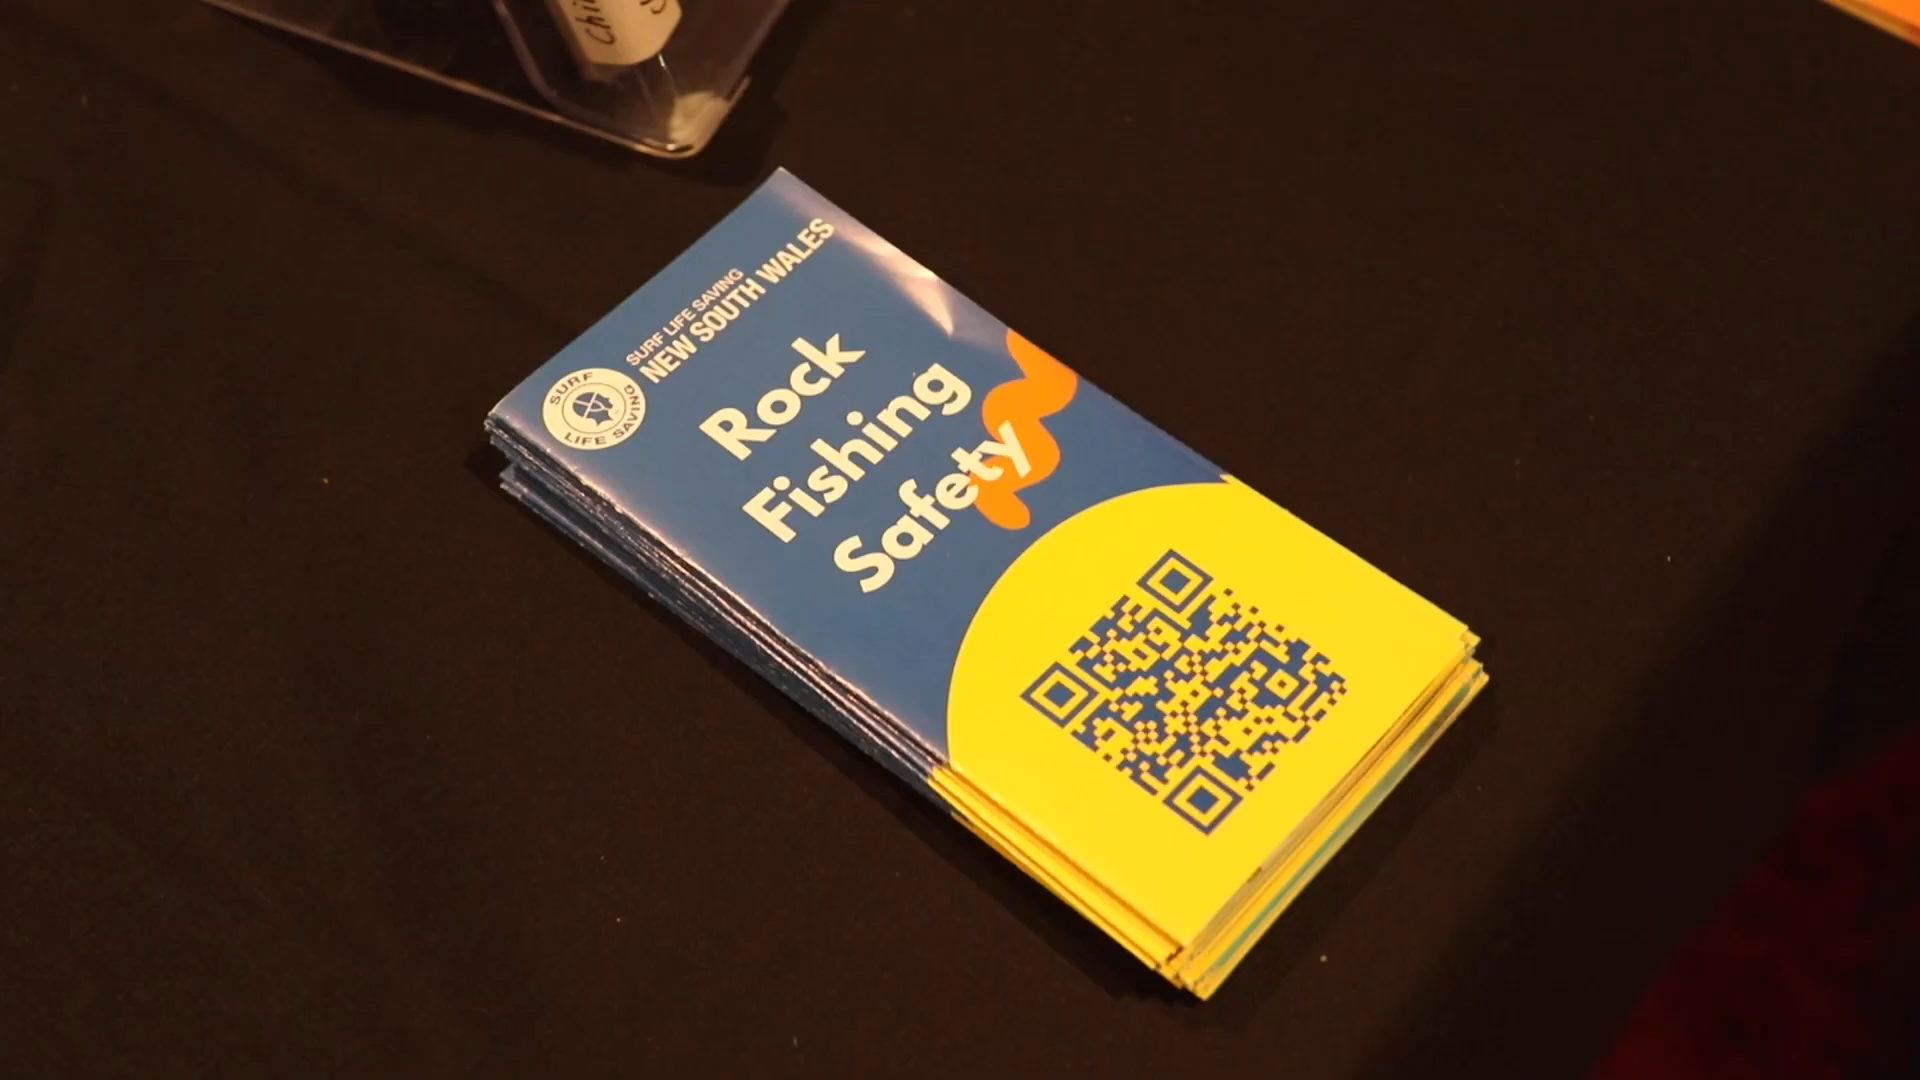 SURF LIFE SAVING
NEW SOUTH WALES
SURF
LIFE SAVING
Rock
Fishing
Safety